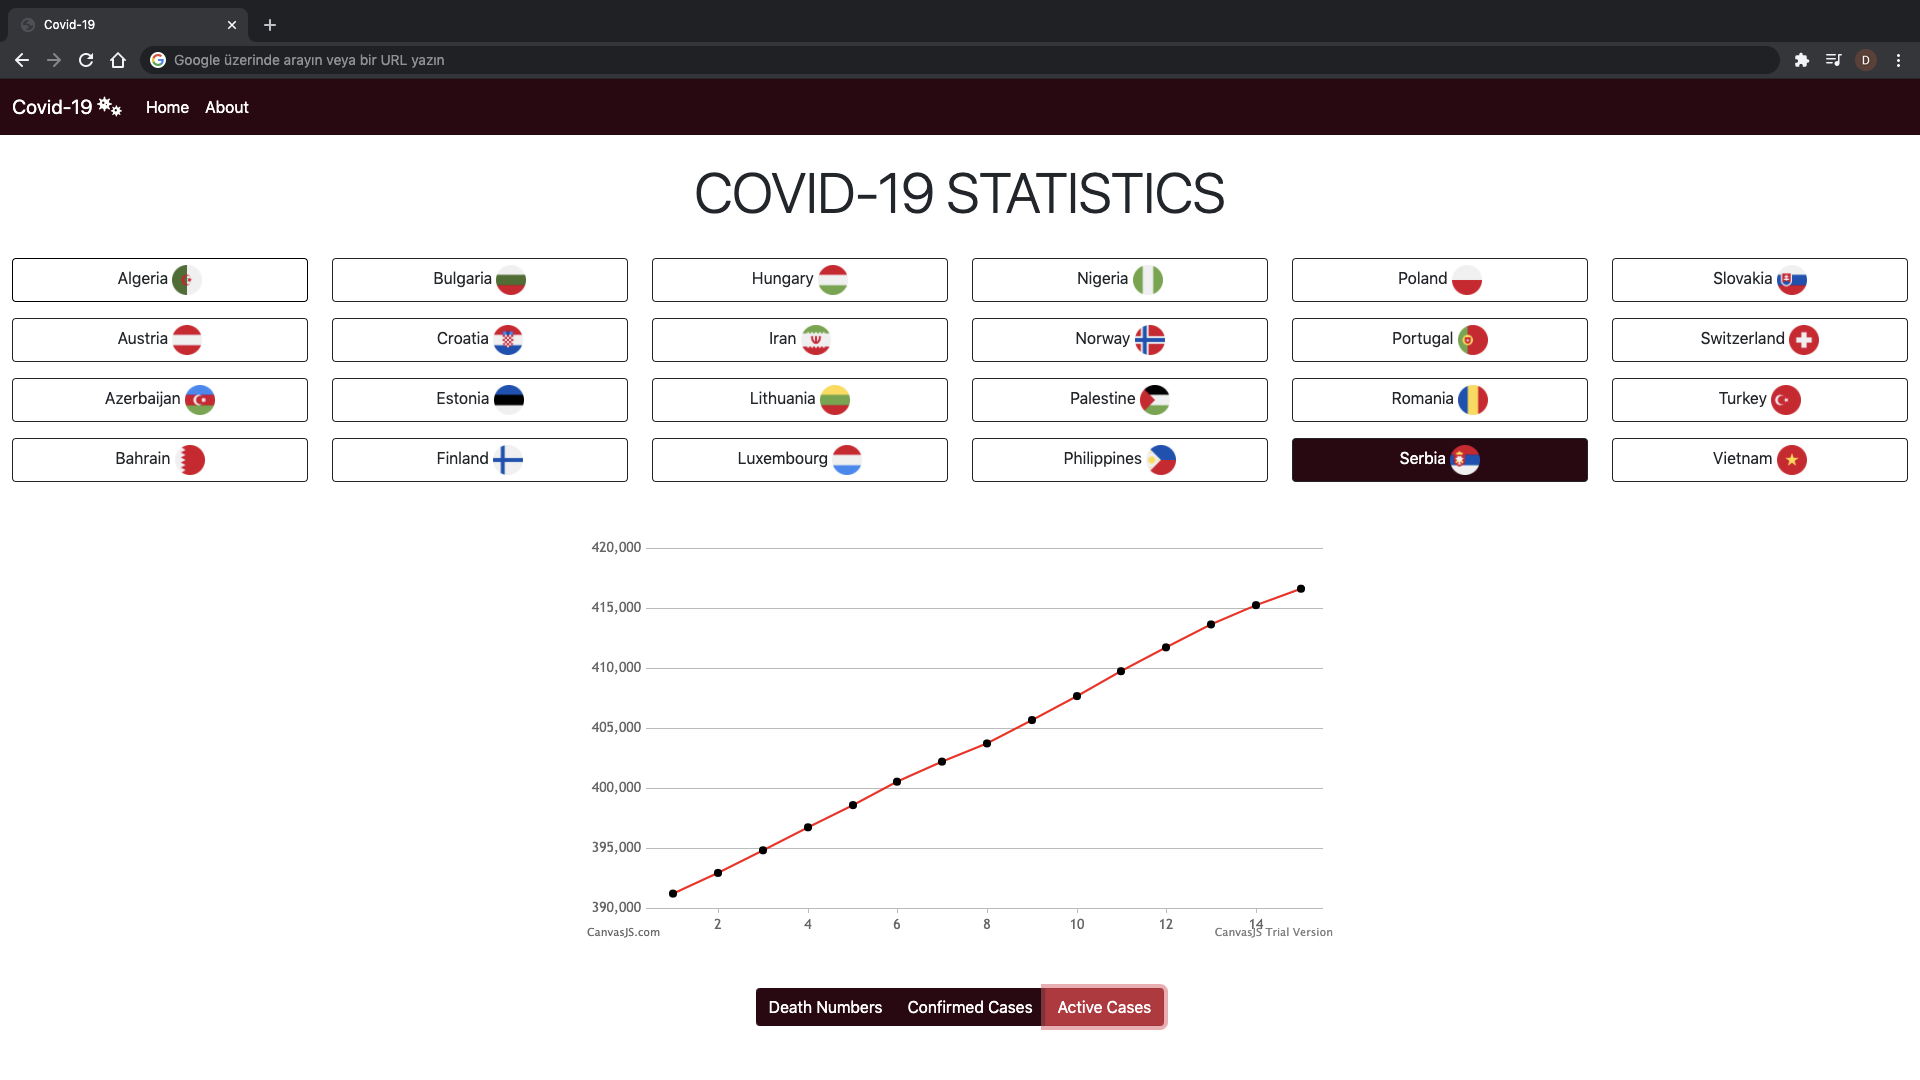 Covid-19
Google üzerinde arayın veya bir URL yazın
D
Covid-19 Home About
COVID-19 STATISTICS
Algeria Bulgaria Hungary Nigeria Poland Slovakia
Austria Croatia Iran Norway Portugal Switzerland
Azerbaijan Estonia Lithuania Palestine Romania Turkey
Bahrain Finland Luxembourg Philippines Serbia Vietnam
420,000
415,000
410,000
405,000
400,000
395,000
390,000
2 4 6 8 10 12 14
CanvasJS.com CanvasJS Trial Version
Death Numbers Confirmed Cases Active Cases